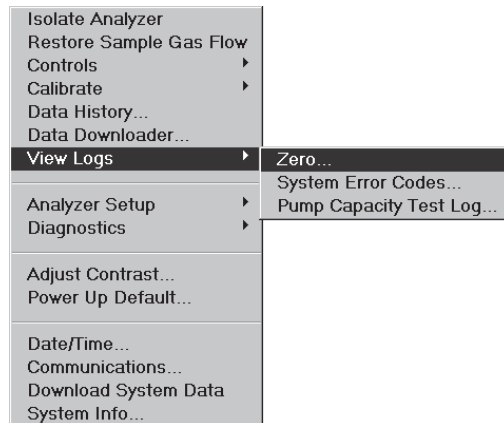 Isolate Analyzer
Restore Sample Gas Flow
Controls
Calibrate
Data History...
Data Downloader...
View Logs
Zero...
System Error Codes...
Pump Capacity Test Log...
Analyzer Setup
Diagnostics
Adjust Contrast...
Power Up Default...
Date/Time...
Communications...
Download System Data
System Info...